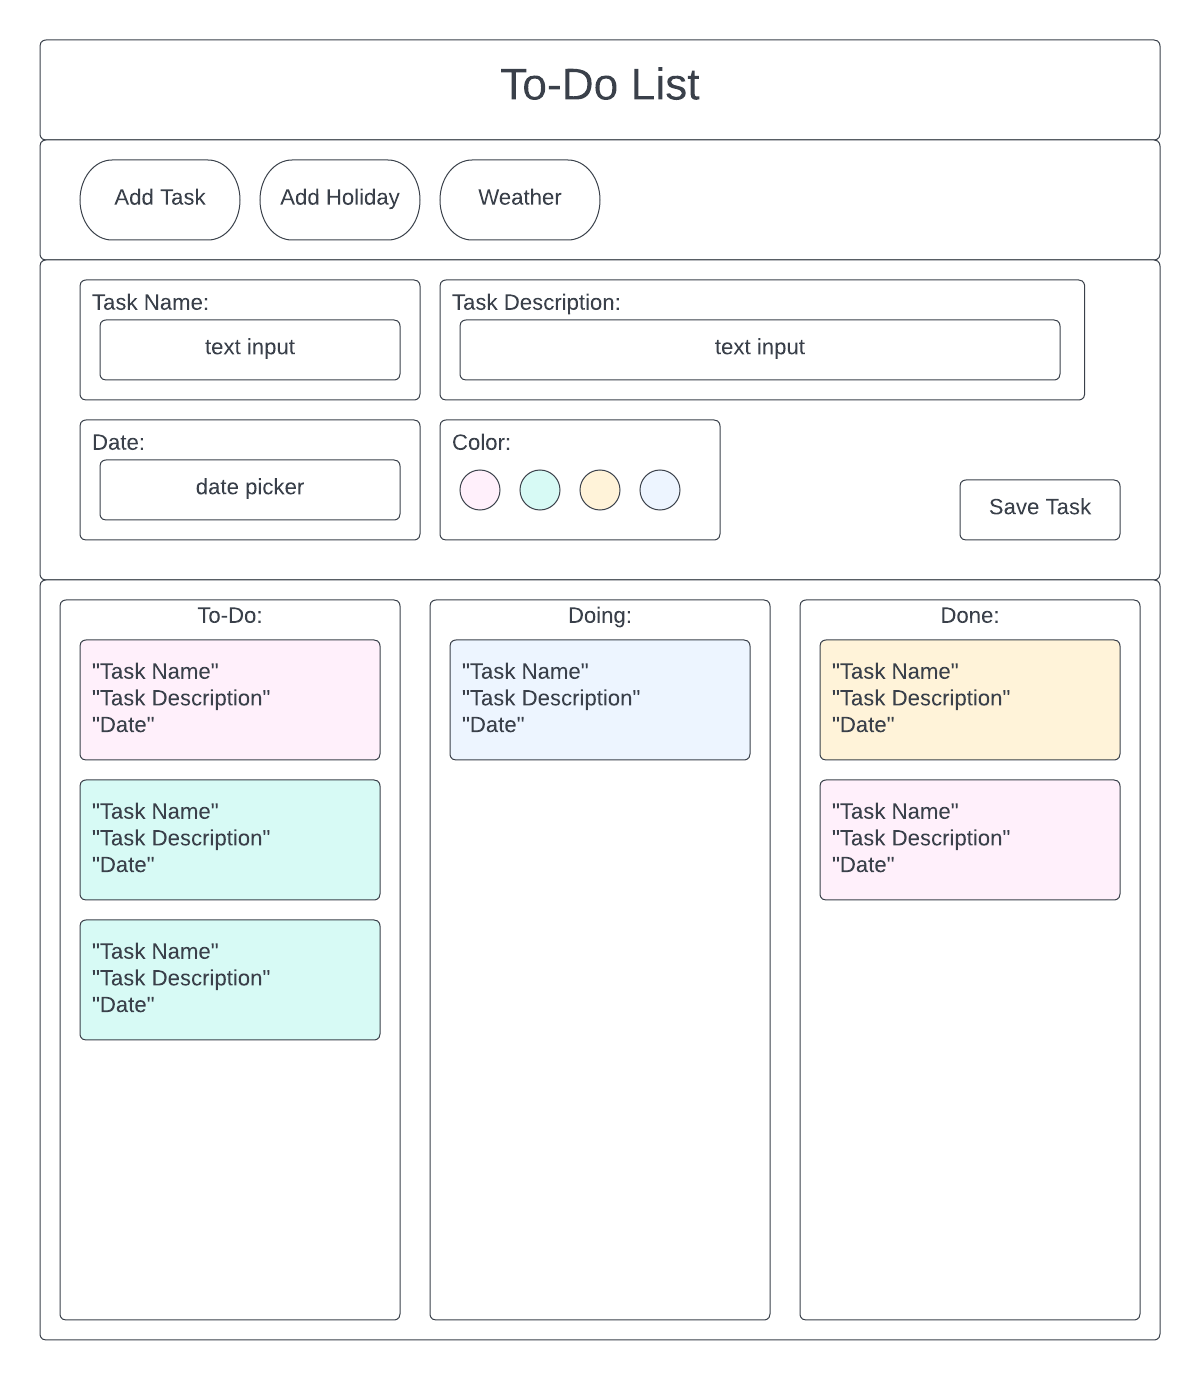 To-Do List
Add Task
Add Holiday
Weather
Task Name:
text input
Task Description:
text input
Date:
date picker
Color:
Save Task
To-Do:
"Task Name"
"Task Description"
"Date"
"Task Name"
"Task Description"
"Date"
"Task Name"
"Task Description"
"Date"
Doing:
"Task Name"
"Task Description"
"Date"
Done:
"Task Name"
"Task Description"
"Date"
"Task Name"
"Task Description"
"Date"